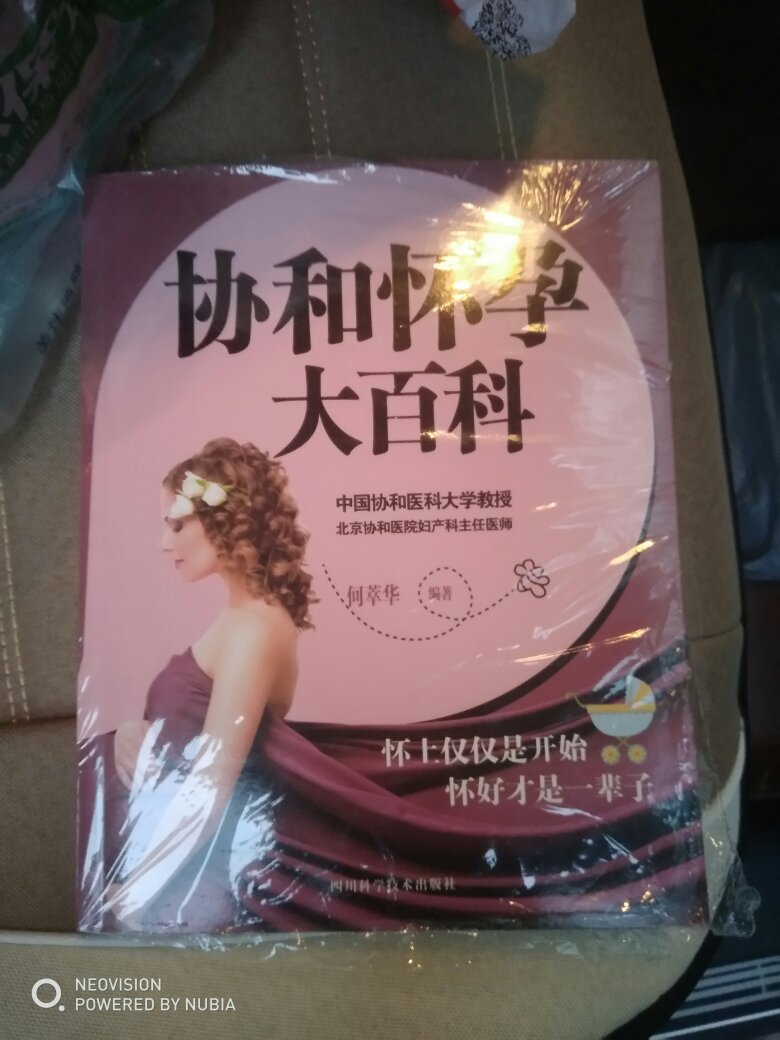 协和怀孕
大百科
中国协和医科大学教授
北京协和医院妇产科主任医师
何萃华 编著
怀上仅仅是开始
怀好才是一辈子
四川科学技术出版社
NEOVISION
POWERED BY NUBIA